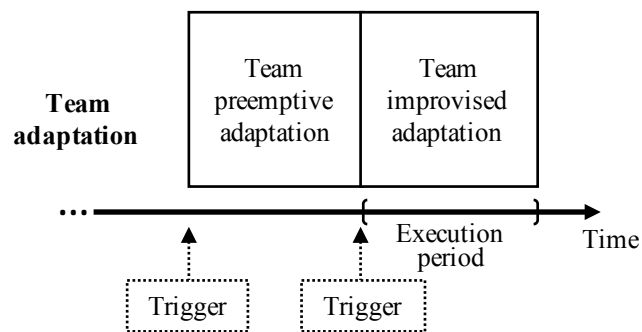 Team
preemptive
adaptation
Team
improvised
adaptation
Team
adaptation
...
Execution
period
Time
Trigger
Trigger